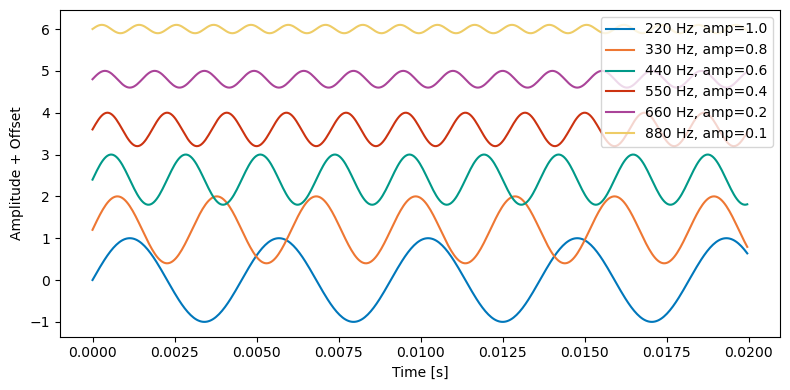 220 Hz, amp=1.0
330 Hz, amp=0.8
440 Hz, amp=0.6
550 Hz, amp=0.4
660 Hz, amp=0.2
880 Hz, amp=0.1
Amplitude + Offset
6
5
4
3
2
1
0
−1
0.0000 0.0025 0.0050 0.0075 0.0100 0.0125 0.0150 0.0175 0.0200
Time [s]